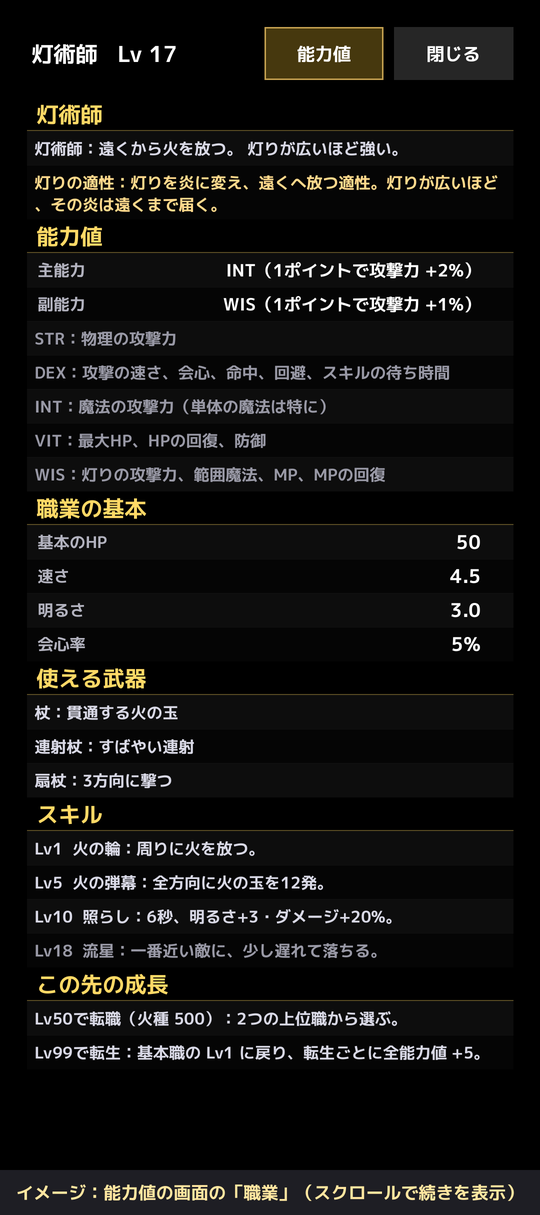 灯術師 Lv 17
能力値
閉じる
灯術師
灯術師：遠くから火を放つ。 灯りが広いほど強い。
灯りの適性：灯りを炎に変え、遠くへ放つ適性。灯りが広いほど
、その炎は遠くまで届く。
能力値
主能力 INT（1ポイントで攻撃力 +2%）
副能力 WIS（1ポイントで攻撃力 +1%）
STR：物理の攻撃力
DEX：攻撃の速さ、会心、命中、回避、スキルの待ち時間
INT：魔法の攻撃力（単体の魔法は特に）
VIT：最大HP、HPの回復、防御
WIS：灯りの攻撃力、範囲魔法、MP、MPの回復
職業の基本
基本のHP 50
速さ 4.5
明るさ 3.0
会心率 5%
使える武器
杖：貫通する火の玉
連射杖：すばやい連射
扇杖：3方向に撃つ
スキル
Lv1 火の輪：周りに火を放つ。
Lv5 火の弾幕：全方向に火の玉を12発。
Lv10 照らし：6秒、明るさ+3・ダメージ+20%。
Lv18 流星：一番近い敵に、少し遅れて落ちる。
この先の成長
Lv50で転職（火種 500）：2つの上位職から選ぶ。
Lv99で転生：基本職の Lv1 に戻り、転生ごとに全能力値 +5。
イメージ：能力値の画面の「職業」（スクロールで続きを表示）